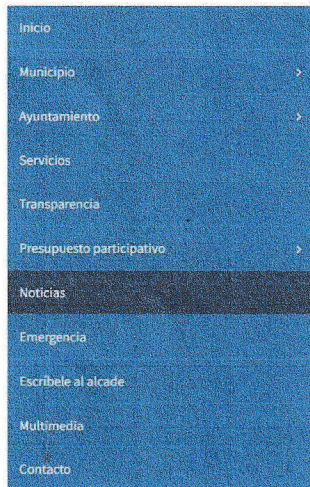 Inicio
Municipio
Ayuntamiento
Servicios
Transparencia
Presupuesto participativo
Noticias
Emergencia
Escríbele al alcade
Multimedia
Contacto